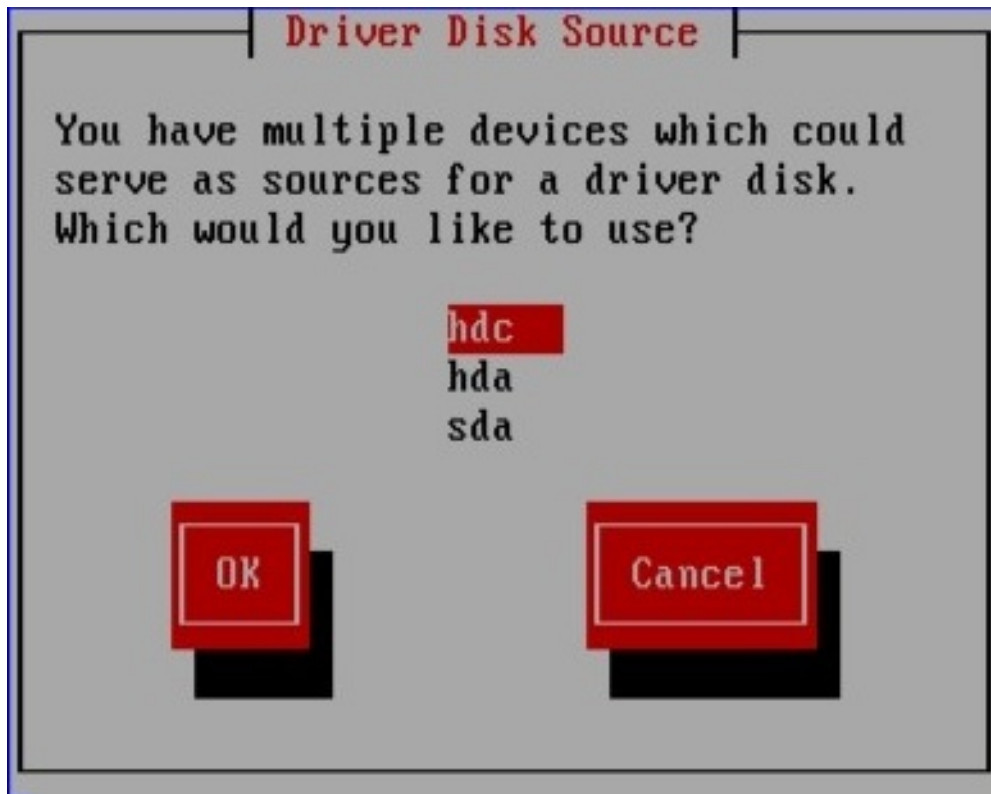 Driver Disk Source
You have multiple devices which could
serve as sources for a driver disk.
Which would you like to use?
hdc
hda
sda
OK Cancel